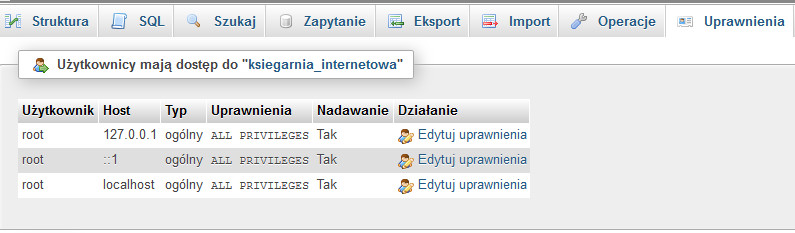 Struktura SQL Szukaj Zapytanie Eksport Import Operacje Uprawnienia
Użytkownicy mają dostęp do "ksiegarnia_internetowa"
Użytkownik Host Typ Uprawnienia Nadawanie Działanie
root 127.0.0.1 ogólny ALL PRIVILEGES Tak Edytuj uprawnienia
root ::1 ogólny ALL PRIVILEGES Tak Edytuj uprawnienia
root localhost ogólny ALL PRIVILEGES Tak Edytuj uprawnienia